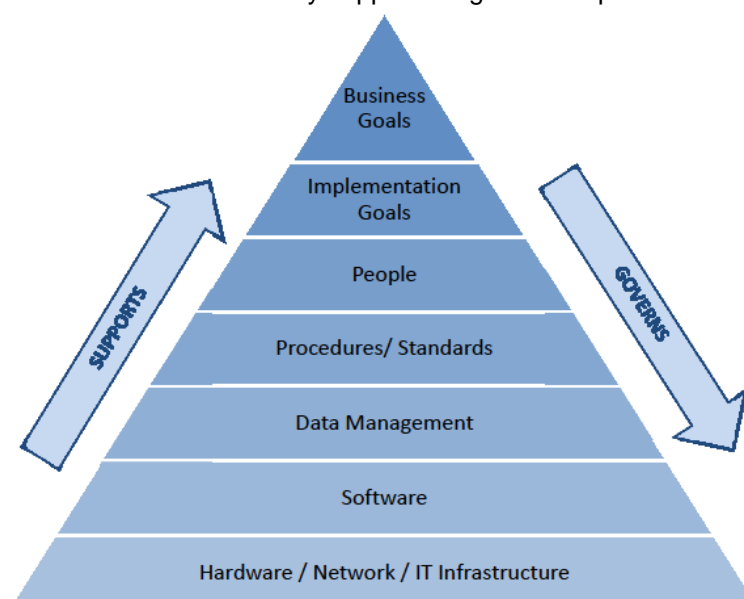 Business
Goals
Implementation
Goals
SUPPORTS
GOVERNS
People
Procedures/ Standards
Data Management
Software
Hardware / Network / IT Infrastructure